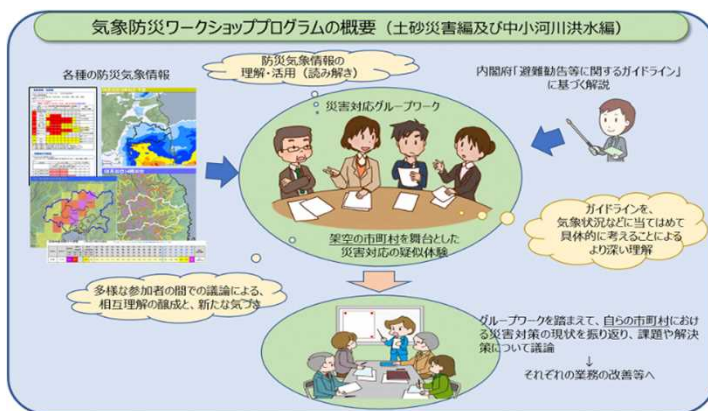 気象防災ワークショッププログラムの概要（土砂災害編及び中小河川洪水編）
各種の防災気象情報
防災気象情報の
理解・活用（読み解き）
内閣府「避難勧告等に関するガイドライン」
に基づく解説
災害対応グループワーク
架空の市町村を舞台とした
災害対応の疑似体験
ガイドラインを、
気象状況などに当てはめて
具体的に考えることによる
より深い理解
多様な参加者の間での議論による、
相互理解の醸成と、新たな気づき
グループワークを踏まえて、自らの市町村におけ
る災害対策の現状を振り返り、課題や解決
策について議論
↓
それぞれの業務の改善等へ